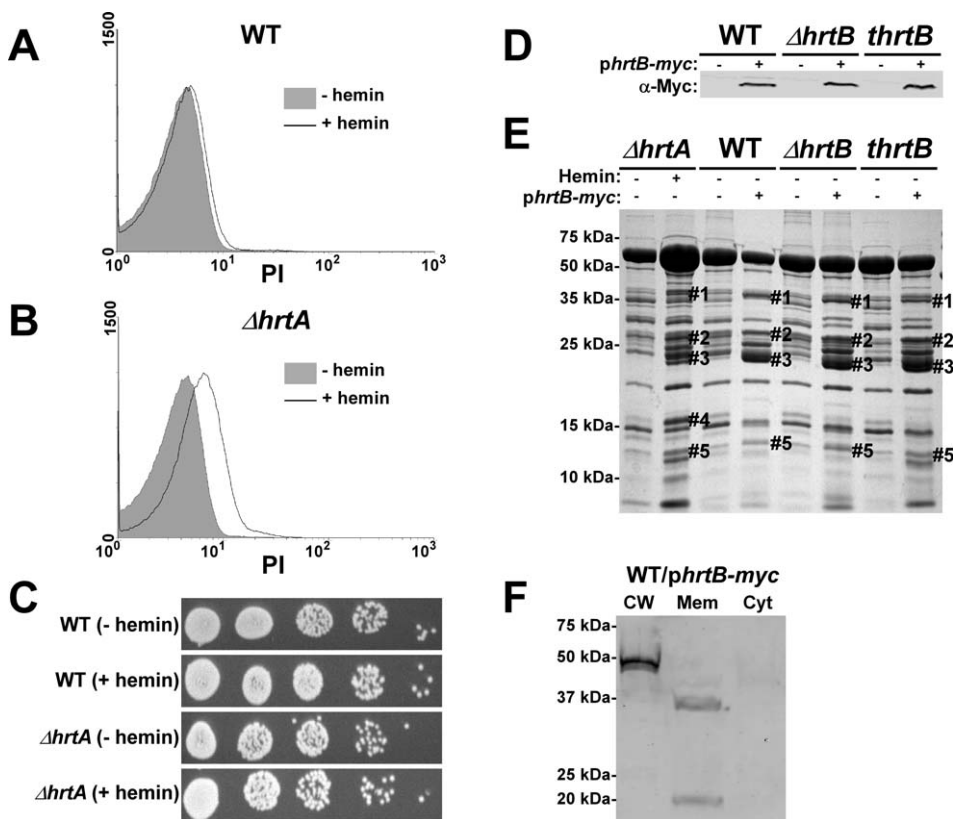 A
WT
1500
0
- hemin
+ hemin
10^0 10^1 10^2 10^3
PI
B
ΔhrtA
1500
0
- hemin
+ hemin
10^0 10^1 10^2 10^3
PI
C
WT (- hemin)
WT (+ hemin)
ΔhrtA (- hemin)
ΔhrtA (+ hemin)
D
WT ΔhrtB thrtB
phrtB-myc: - + - + - +
α-Myc:
E
ΔhrtA WT ΔhrtB thrtB
Hemin: - + - - - - - -
phrtB-myc: - - - + - + - +
75 kDa-
50 kDa-
#1 #1 #1 #1
35 kDa-
#2 #2 #2 #2
25 kDa-
#3 #3 #3 #3
#4
15 kDa-
#5 #5 #5 #5
10 kDa-
F
WT/phrtB-myc
CW Mem Cyt
75 kDa-
50 kDa-
37 kDa-
25 kDa-
20 kDa-